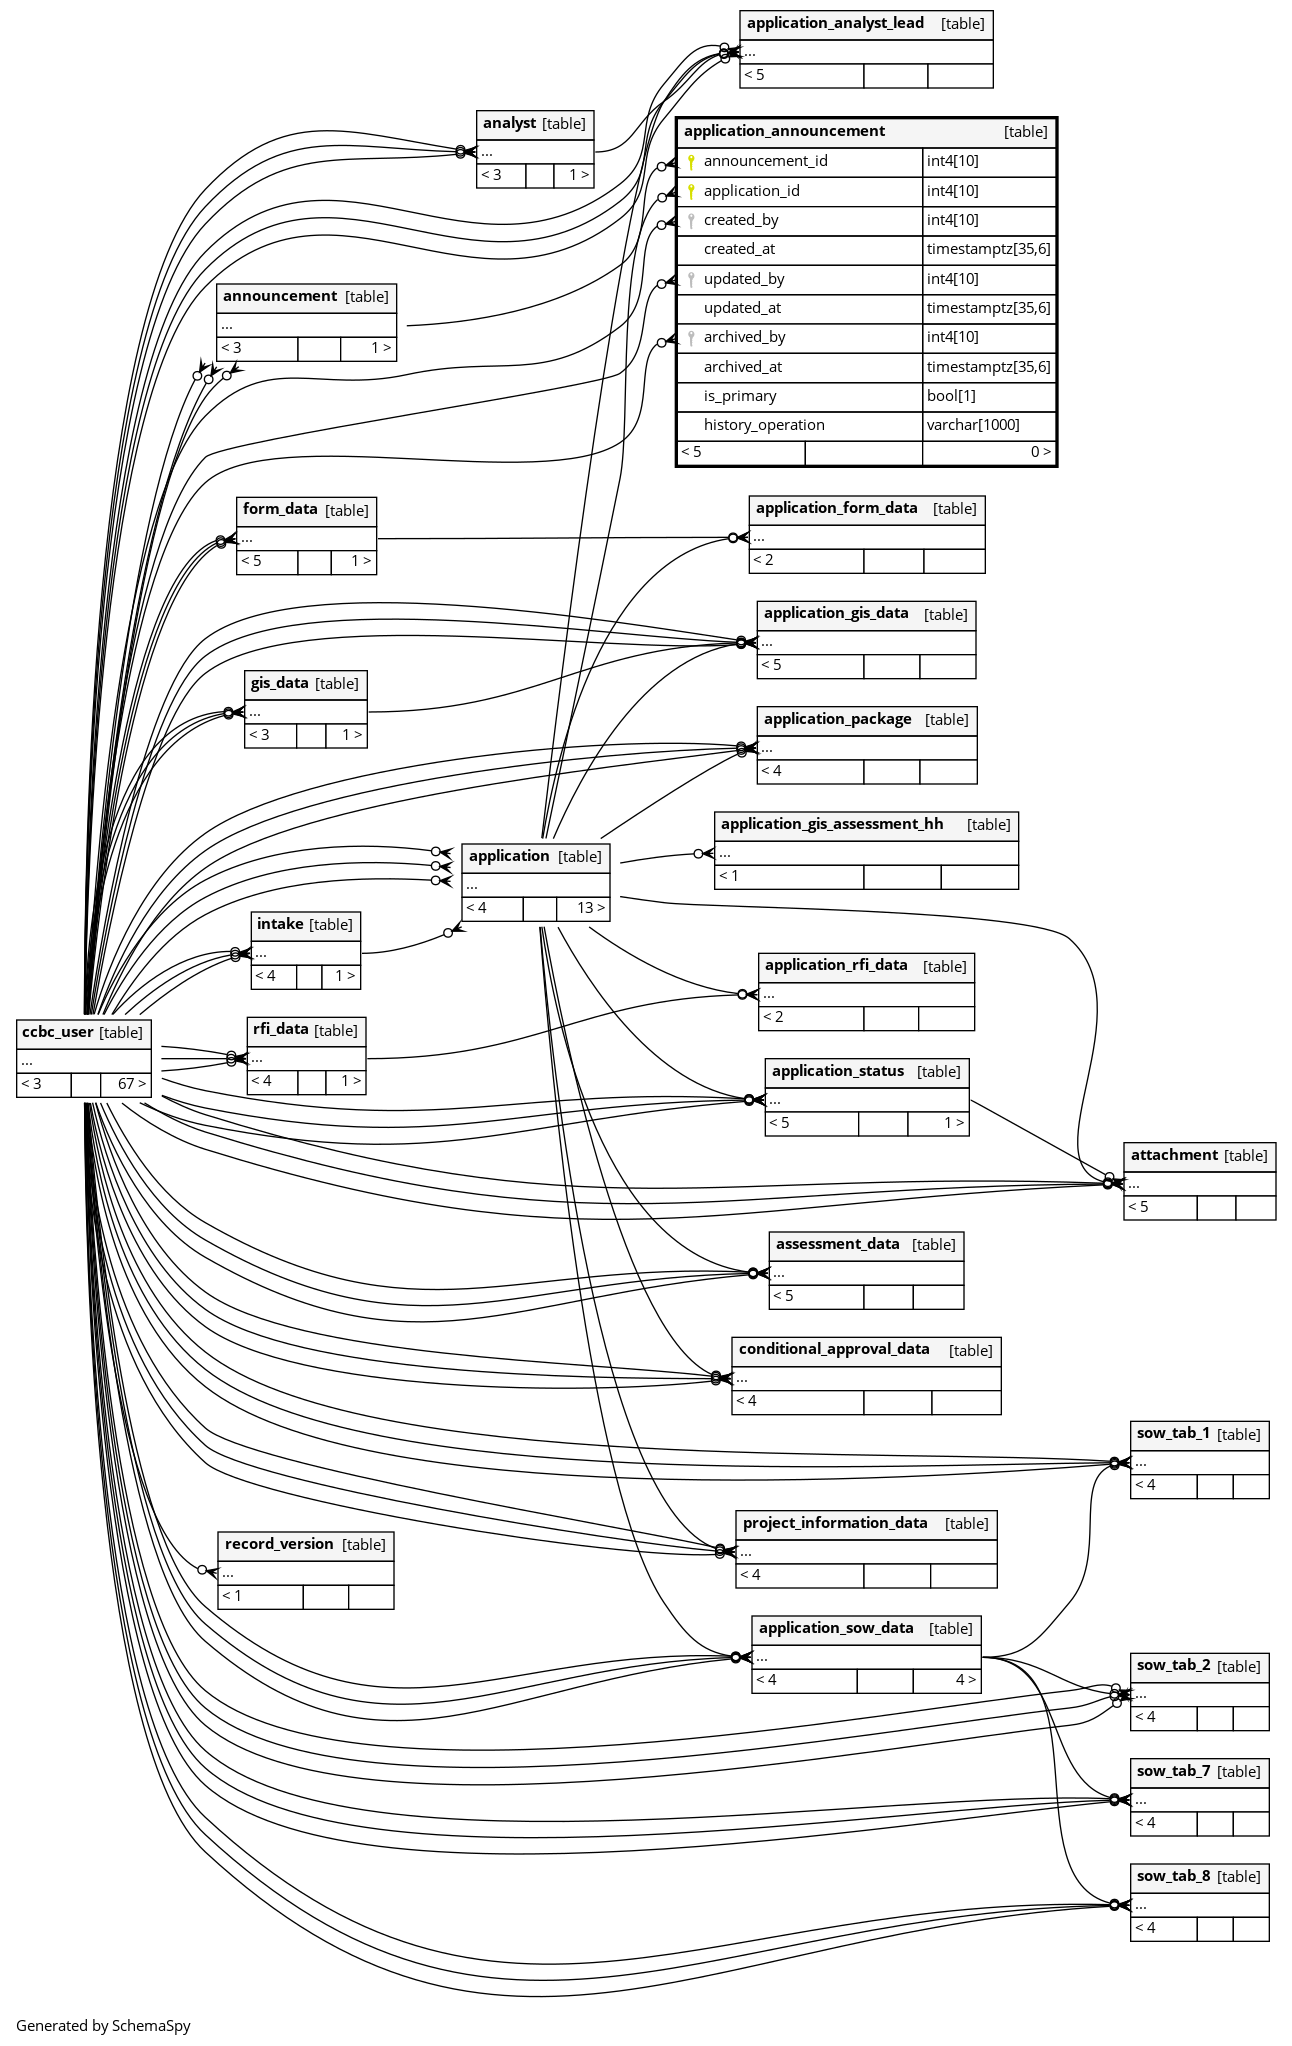 application_analyst_lead [table]
...
< 5
analyst [table]
...
< 3 1 >
application_announcement [table]
announcement_id int4[10]
application_id int4[10]
created_by int4[10]
created_at timestamptz[35,6]
updated_by int4[10]
updated_at timestamptz[35,6]
archived_by int4[10]
archived_at timestamptz[35,6]
is_primary bool[1]
history_operation varchar[1000]
< 5 0 >
announcement [table]
...
< 3 1 >
form_data [table]
...
< 5 1 >
application_form_data [table]
...
< 2
application_gis_data [table]
...
< 5
gis_data [table]
...
< 3 1 >
application_package [table]
...
< 4
application_gis_assessment_hh [table]
...
< 1
application [table]
...
< 4 13 >
intake [table]
...
< 4 1 >
application_rfi_data [table]
...
< 2
ccbc_user [table]
...
< 3 67 >
rfi_data [table]
...
< 4 1 >
application_status [table]
...
< 5 1 >
attachment [table]
...
< 5
assessment_data [table]
...
< 5
conditional_approval_data [table]
...
< 4
sow_tab_1 [table]
...
< 4
project_information_data [table]
...
< 4
record_version [table]
...
< 1
application_sow_data [table]
...
< 4 4 >
sow_tab_2 [table]
...
< 4
sow_tab_7 [table]
...
< 4
sow_tab_8 [table]
...
< 4
Generated by SchemaSpy